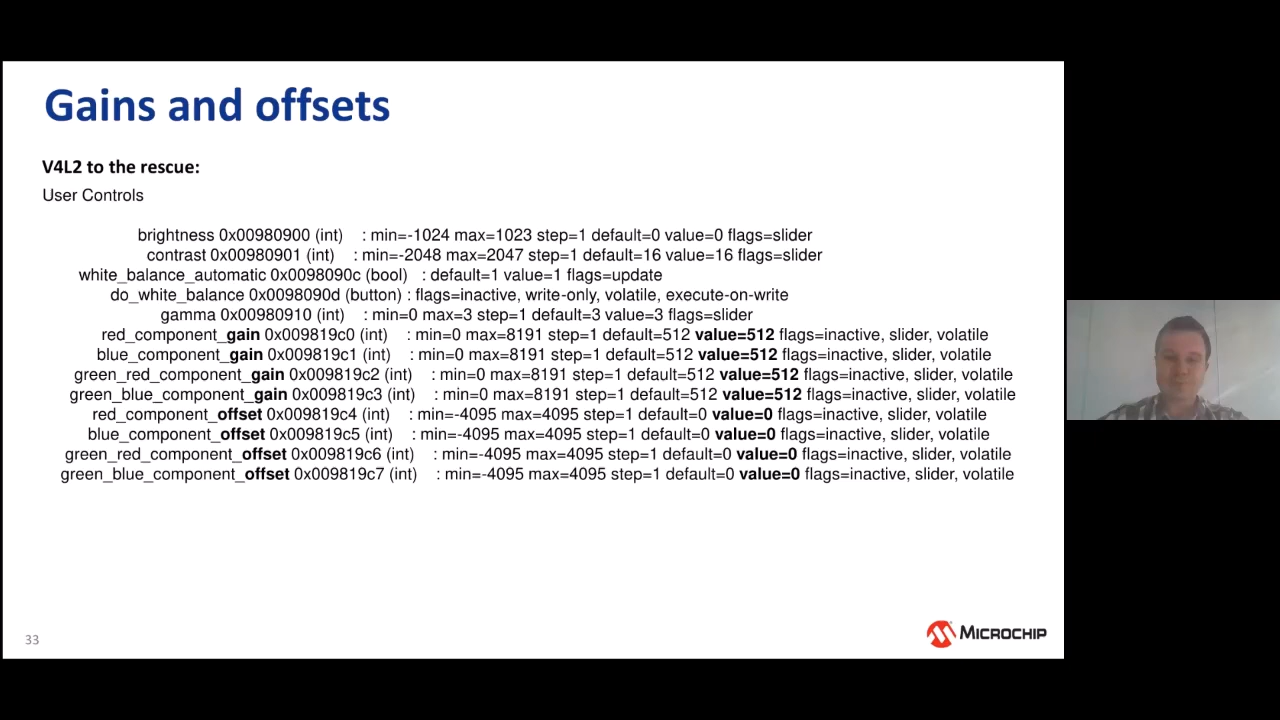 Gains and offsets
V4L2 to the rescue:
User Controls
brightness 0x00980900 (int) : min=-1024 max=1023 step=1 default=0 value=0 flags=slider
contrast 0x00980901 (int) : min=-2048 max=2047 step=1 default=16 value=16 flags=slider
white_balance_automatic 0x0098090c (bool) : default=1 value=1 flags=update
do_white_balance 0x0098090d (button) : flags=inactive, write-only, volatile, execute-on-write
gamma 0x00980910 (int) : min=0 max=3 step=1 default=3 value=3 flags=slider
red_component_gain 0x009819c0 (int) : min=0 max=8191 step=1 default=512 value=512 flags=inactive, slider, volatile
blue_component_gain 0x009819c1 (int) : min=0 max=8191 step=1 default=512 value=512 flags=inactive, slider, volatile
green_red_component_gain 0x009819c2 (int) : min=0 max=8191 step=1 default=512 value=512 flags=inactive, slider, volatile
green_blue_component_gain 0x009819c3 (int) : min=0 max=8191 step=1 default=512 value=512 flags=inactive, slider, volatile
red_component_offset 0x009819c4 (int) : min=-4095 max=4095 step=1 default=0 value=0 flags=inactive, slider, volatile
blue_component_offset 0x009819c5 (int) : min=-4095 max=4095 step=1 default=0 value=0 flags=inactive, slider, volatile
green_red_component_offset 0x009819c6 (int) : min=-4095 max=4095 step=1 default=0 value=0 flags=inactive, slider, volatile
green_blue_component_offset 0x009819c7 (int) : min=-4095 max=4095 step=1 default=0 value=0 flags=inactive, slider, volatile
33
MICROCHIP